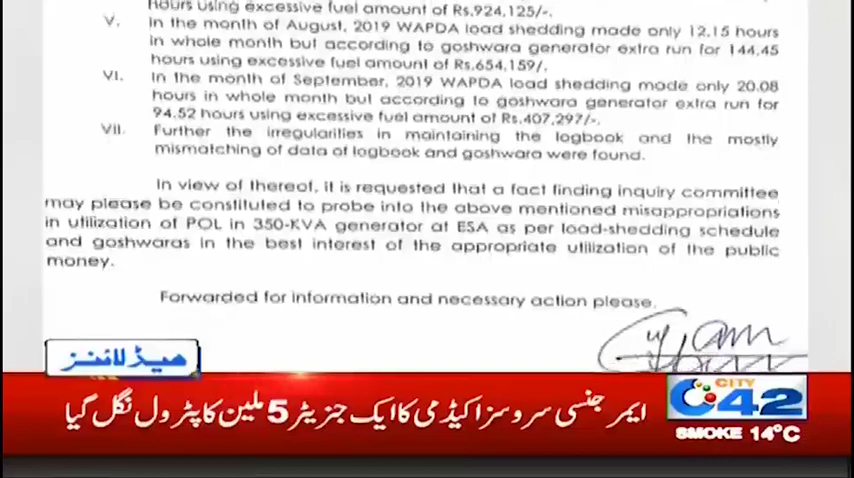 hours using excessive fuel amount of Rs.924,125/-.
V. In the month of August, 2019 WAPDA load shedding made only 12.15 hours
in whole month but according to goshwara generator extra run for 144.45
hours using excessive fuel amount of Rs.654,159/.
VI. In the month of September, 2019 WAPDA load shedding made only 20.08
hours in whole month but according to goshwara generator extra run for
94.52 hours using excessive fuel amount of Rs.407,297/-.
VII. Further the irregularities in maintaining the logbook and the mostly
mismatching of data of logbook and goshwara were found.
In view of thereof, it is requested that a fact finding inquiry committee
may please be constituted to probe into the above mentioned misappropriations
in utilization of POL in 350-KVA generator at ESA as per load-shedding schedule
and goshwaras in the best interest of the appropriate utilization of the public
money.
Forwarded for information and necessary action please.
ہیڈلائنز
ایمرجنسی سروسز اکیڈمی کا ایک جنریٹر 5 ملین کا پٹرول نگل گیا
CITY
42
SMOKE 14°C